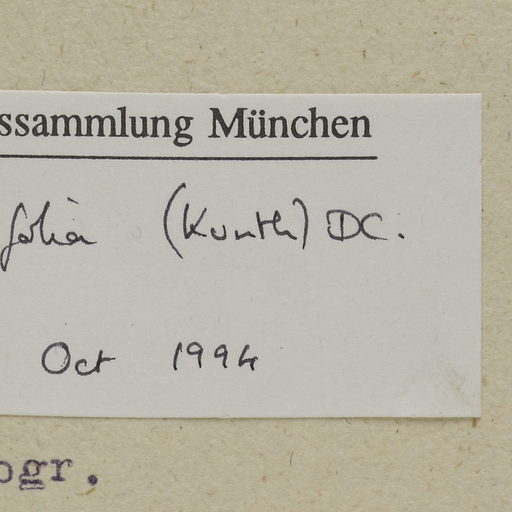 ssammlung München
folia (Kunth) DC.
Oct 1994
ogr.